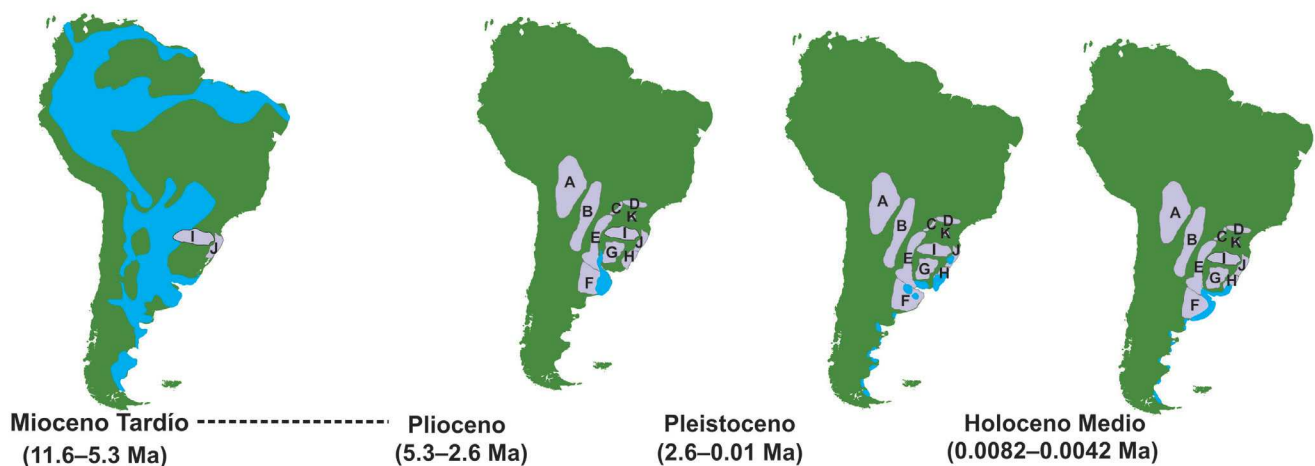 I
J
A
B
C
D
K
E
I
J
G
H
F
A
B
C
D
K
E
I
J
G
H
F
A
B
C
D
K
E
I
J
G
H
F
Mioceno Tardío
(11.6–5.3 Ma)
Plioceno
(5.3–2.6 Ma)
Pleistoceno
(2.6–0.01 Ma)
Holoceno Medio
(0.0082–0.0042 Ma)